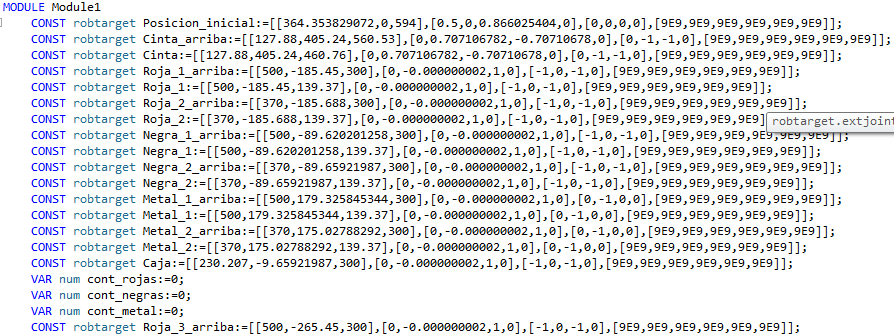 MODULE Module1
CONST robtarget Posicion_inicial:=[[364.353829072,0,594],[0.5,0,0.866025404,0],[0,0,0,0],[9E9,9E9,9E9,9E9,9E9,9E9]];
CONST robtarget Cinta_arriba:=[[127.88,405.24,560.53],[0,0.707106782,-0.70710678,0],[0,-1,-1,0],[9E9,9E9,9E9,9E9,9E9,9E9]];
CONST robtarget Cinta:=[[127.88,405.24,460.76],[0,0.707106782,-0.70710678,0],[0,-1,-1,0],[9E9,9E9,9E9,9E9,9E9,9E9]];
CONST robtarget Roja_1_arriba:=[[500,-185.45,300],[0,-0.000000002,1,0],[-1,0,-1,0],[9E9,9E9,9E9,9E9,9E9,9E9]];
CONST robtarget Roja_1:=[[500,-185.45,139.37],[0,-0.000000002,1,0],[-1,0,-1,0],[9E9,9E9,9E9,9E9,9E9,9E9]];
CONST robtarget Roja_2_arriba:=[[370,-185.688,300],[0,-0.000000002,1,0],[-1,0,-1,0],[9E9,9E9,9E9,9E9,9E9,9E9]];
CONST robtarget Roja_2:=[[370,-185.688,139.37],[0,-0.000000002,1,0],[-1,0,-1,0],[9E9,9E9,9E9,9E9,9E9
robtarget.extjoint
CONST robtarget Negra_1_arriba:=[[500,-89.620201258,300],[0,-0.000000002,1,0],[-1,0,-1,0],[9E9,9E9,9E9,9E9,9E9,9E9]];
CONST robtarget Negra_1:=[[500,-89.620201258,139.37],[0,-0.000000002,1,0],[-1,0,-1,0],[9E9,9E9,9E9,9E9,9E9,9E9]];
CONST robtarget Negra_2_arriba:=[[370,-89.65921987,300],[0,-0.000000002,1,0],[-1,0,-1,0],[9E9,9E9,9E9,9E9,9E9,9E9]];
CONST robtarget Negra_2:=[[370,-89.65921987,139.37],[0,-0.000000002,1,0],[-1,0,-1,0],[9E9,9E9,9E9,9E9,9E9,9E9]];
CONST robtarget Metal_1_arriba:=[[500,179.325845344,300],[0,-0.000000002,1,0],[0,-1,0,0],[9E9,9E9,9E9,9E9,9E9,9E9]];
CONST robtarget Metal_1:=[[500,179.325845344,139.37],[0,-0.000000002,1,0],[0,-1,0,0],[9E9,9E9,9E9,9E9,9E9,9E9]];
CONST robtarget Metal_2_arriba:=[[370,175.02788292,300],[0,-0.000000002,1,0],[0,-1,0,0],[9E9,9E9,9E9,9E9,9E9,9E9]];
CONST robtarget Metal_2:=[[370,175.02788292,139.37],[0,-0.000000002,1,0],[0,-1,0,0],[9E9,9E9,9E9,9E9,9E9,9E9]];
CONST robtarget Caja:=[[230.207,-9.65921987,300],[0,-0.000000002,1,0],[-1,0,-1,0],[9E9,9E9,9E9,9E9,9E9,9E9]];
VAR num cont_rojas:=0;
VAR num cont_negras:=0;
VAR num cont_metal:=0;
CONST robtarget Roja_3_arriba:=[[500,-265.45,300],[0,-0.000000002,1,0],[-1,0,-1,0],[9E9,9E9,9E9,9E9,9E9,9E9]];